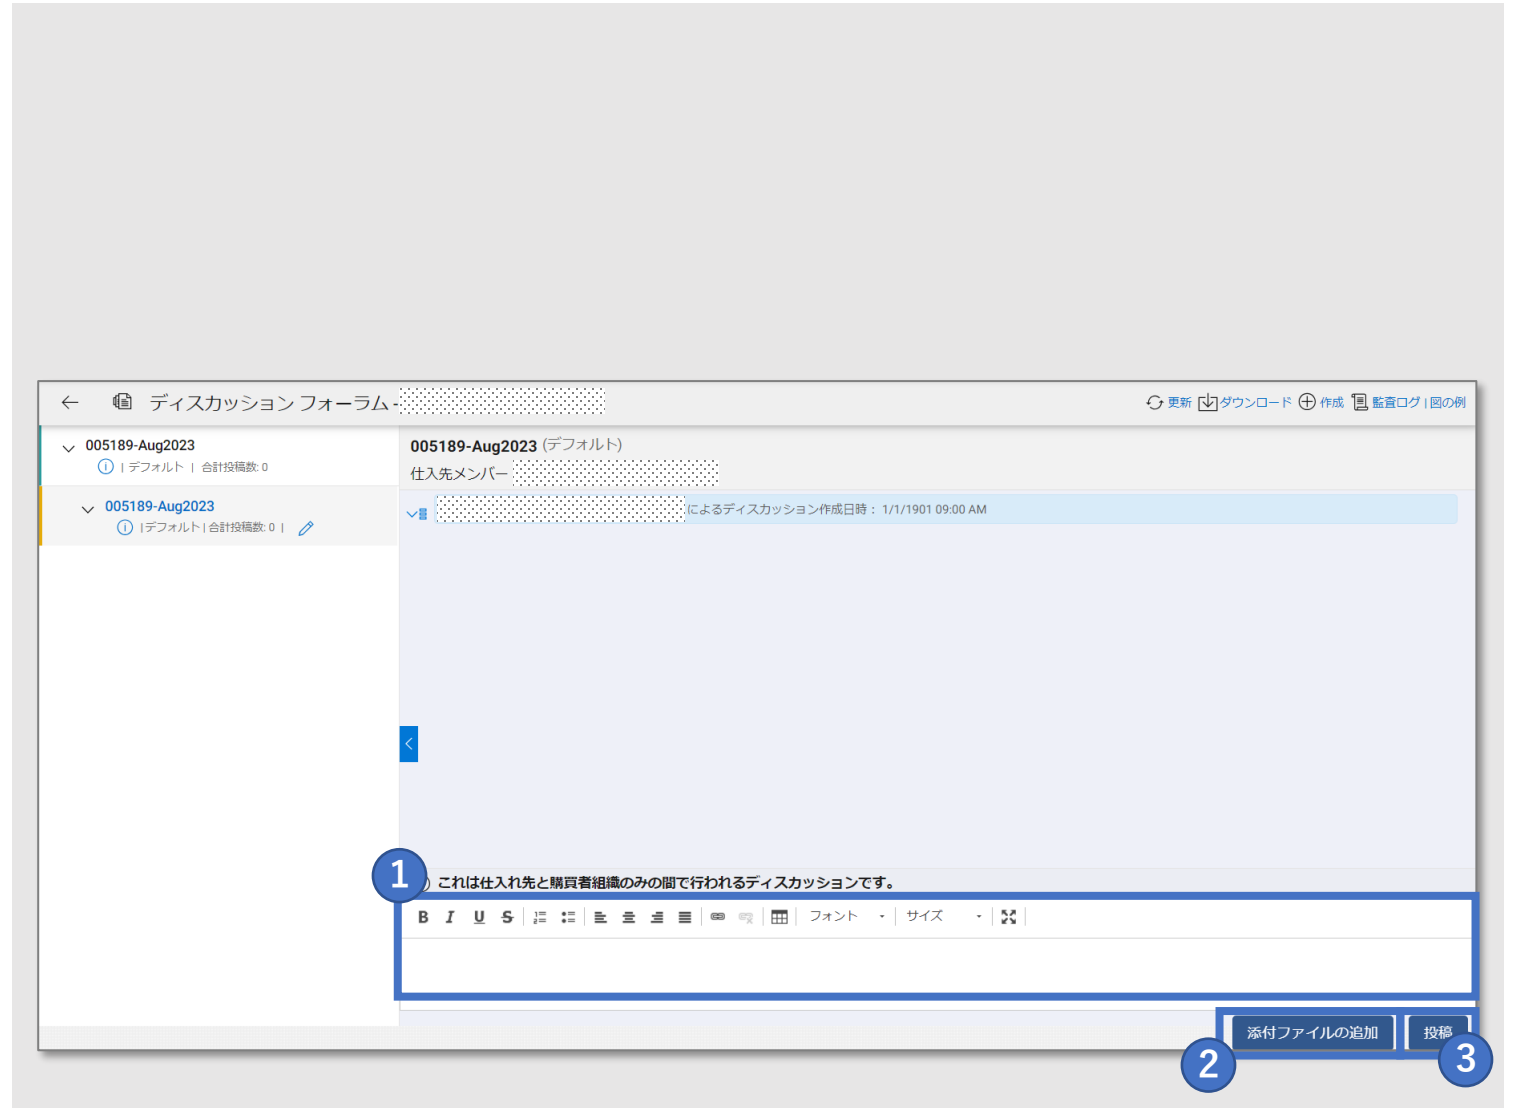 ディスカッション フォーラム -
更新 ダウンロード 作成 監査ログ | 図の例
005189-Aug2023
| デフォルト | 合計投稿数: 0
005189-Aug2023
| デフォルト | 合計投稿数: 0 |
005189-Aug2023 (デフォルト)
仕入先メンバー
によるディスカッション作成日時： 1/1/1901 09:00 AM
1
これは仕入れ先と購買者組織のみの間で行われるディスカッションです。
B I U S フォント サイズ
添付ファイルの追加 投稿
2 3